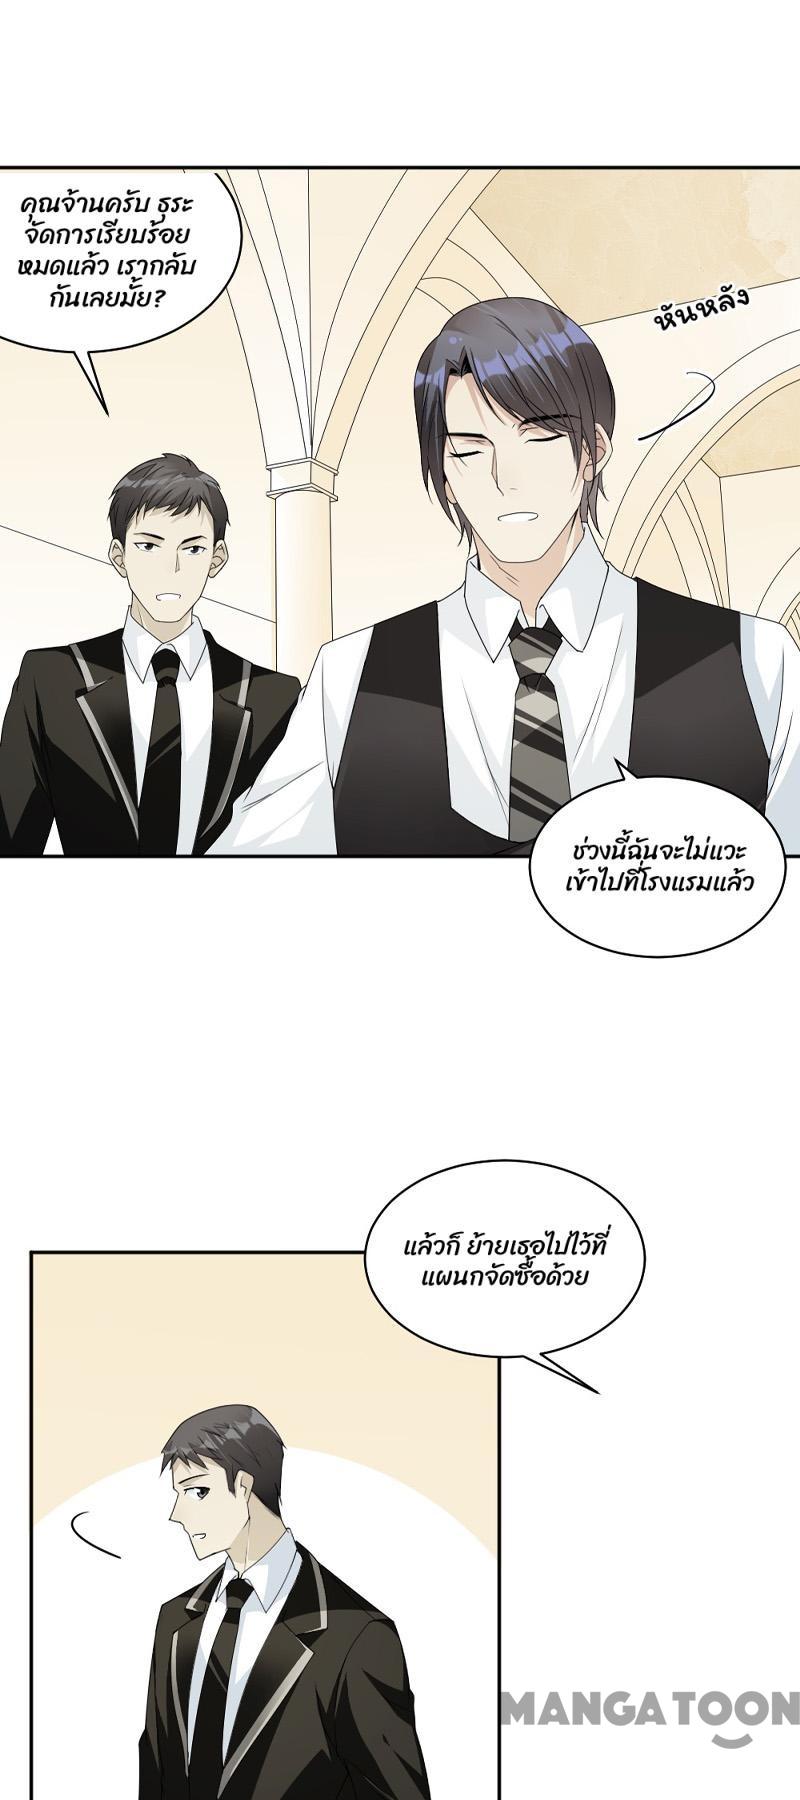 คุณจ้านครับ ธุระ
จัดการเรียบร้อย
หมดแล้ว เรากลับ
กันเลยมั้ย?
หันหลัง
ช่วงนี้ฉันจะไม่แวะ
เข้าไปที่โรงแรมแล้ว
แล้วก็ ย้ายเธอไปไว้ที่
แผนกจัดซื้อด้วย
MANGA TOON